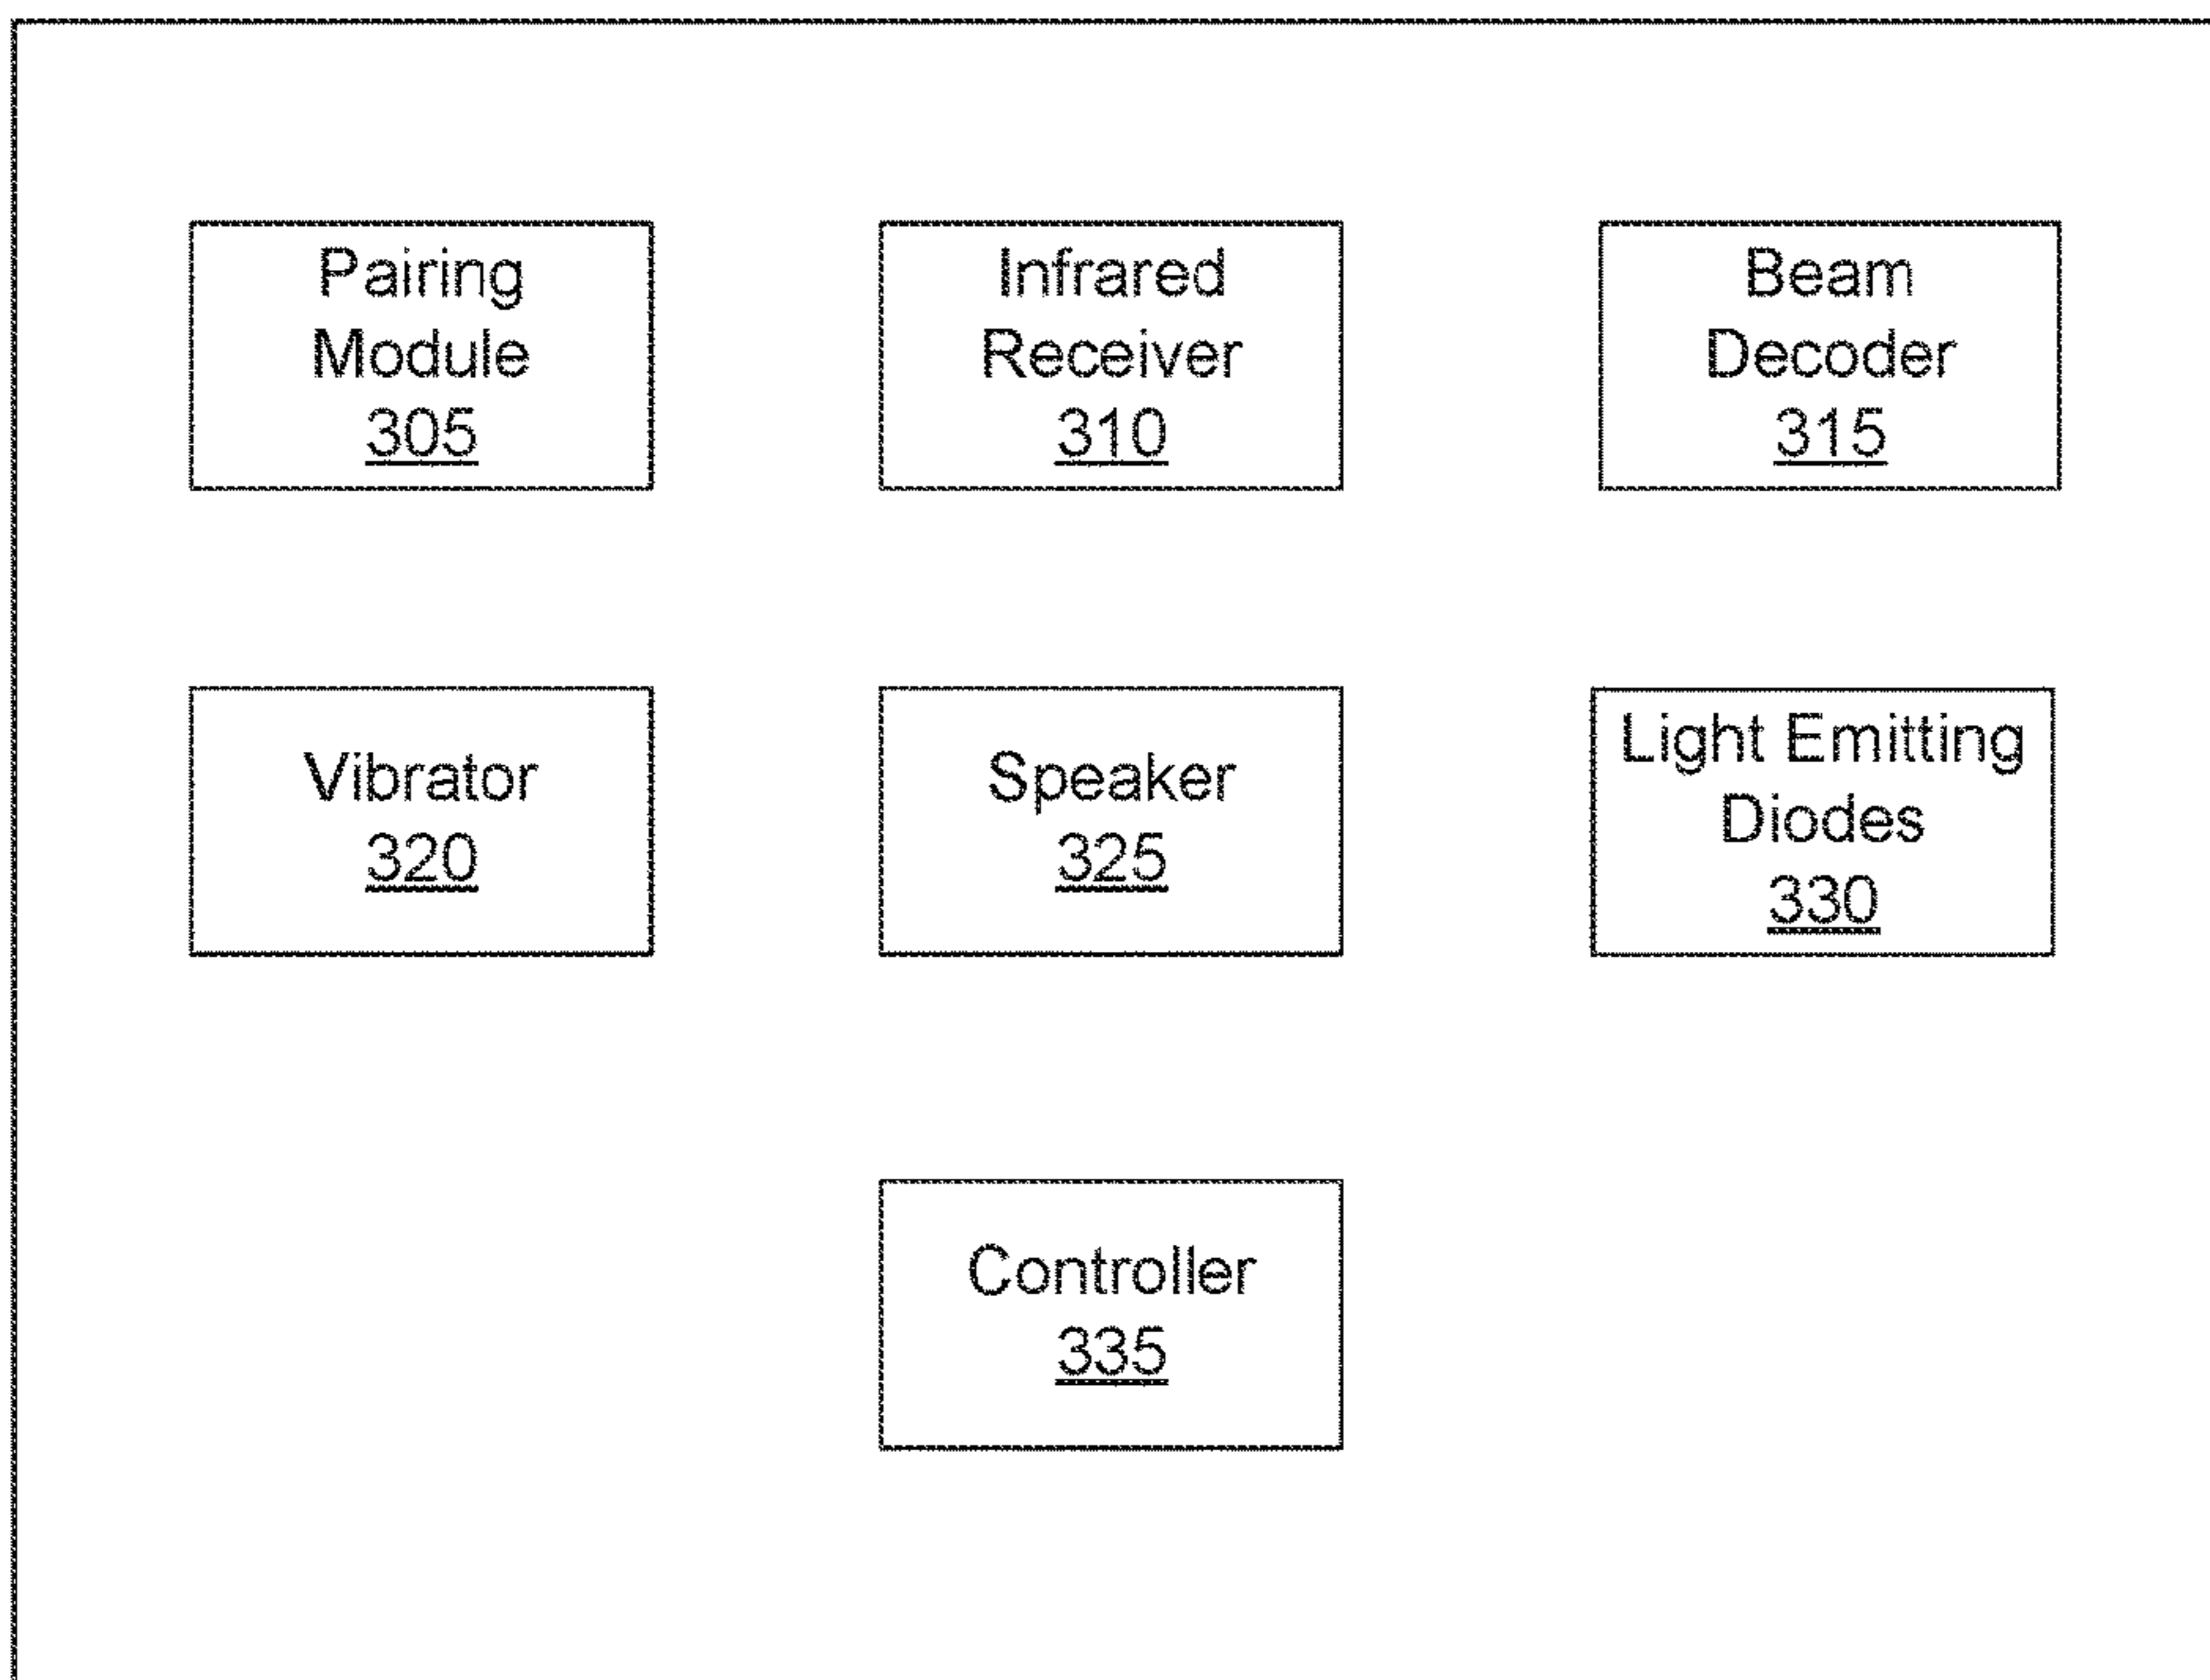 Pairing
Module
305
Infrared
Receiver
310
Beam
Decoder
315
Vibrator
320
Speaker
325
Light Emitting
Diodes
330
Controller
335